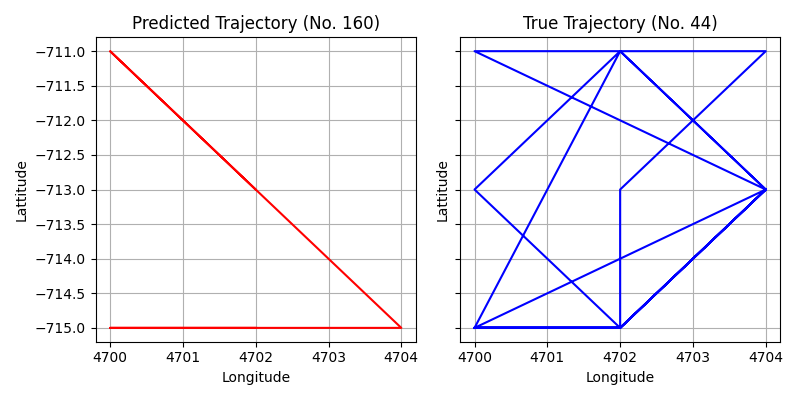 Predicted Trajectory (No. 160)
True Trajectory (No. 44)
Lattitude
−711.0
−711.5
−712.0
−712.5
−713.0
−713.5
−714.0
−714.5
−715.0
4700 4701 4702 4703 4704
Longitude
Lattitude
4700 4701 4702 4703 4704
Longitude